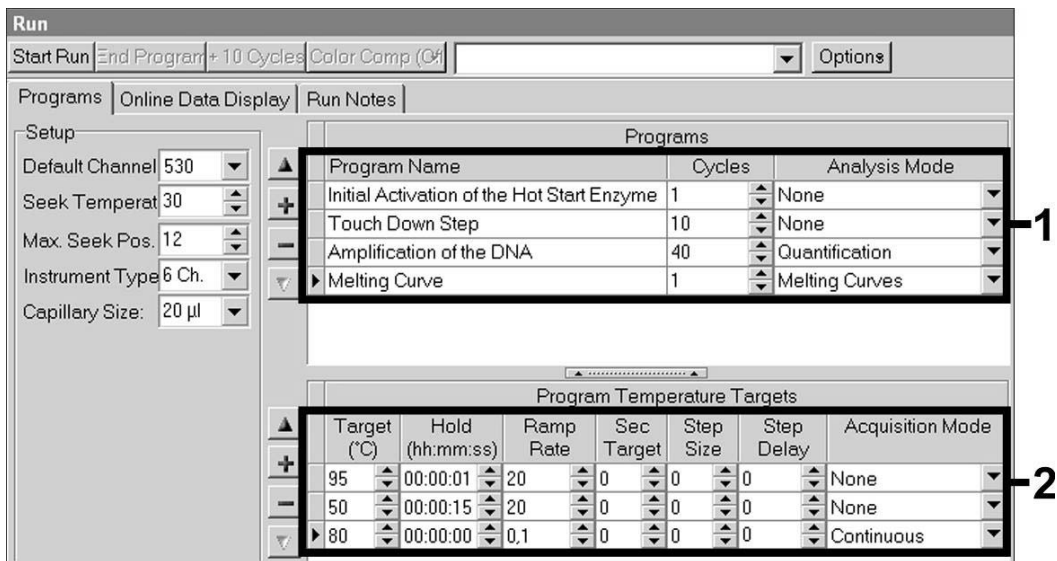 Run
Start Run End Program + 10 Cycles Color Comp (Off Options
Programs Online Data Display Run Notes
Setup
Default Channel 530
Seek Temperat 30
Max. Seek Pos. 12
Instrument Type 6 Ch.
Capillary Size: 20 µl
Programs
Program Name Cycles Analysis Mode
Initial Activation of the Hot Start Enzyme 1 None
Touch Down Step 10 None
Amplification of the DNA 40 Quantification
Melting Curve 1 Melting Curves
1
Program Temperature Targets
Target (°C) Hold (hh:mm:ss) Ramp Rate Sec Target Step Size Step Delay Acquisition Mode
95 00:00:01 20 0 0 0 None
50 00:00:15 20 0 0 0 None
80 00:00:00 0,1 0 0 0 Continuous
2